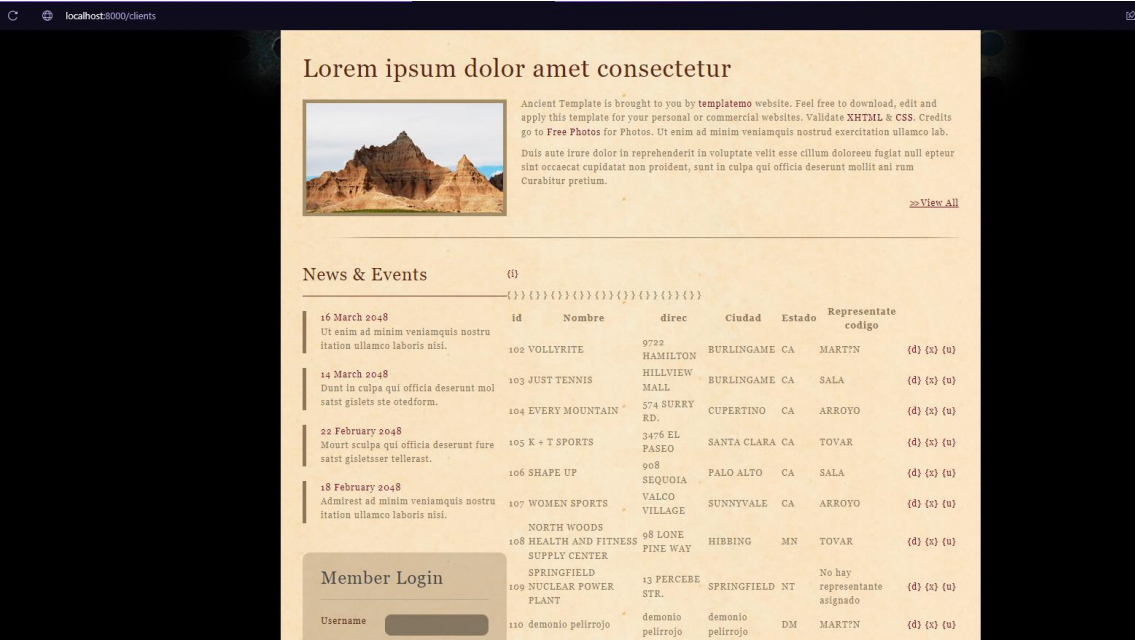 localhost:8000/clients
Lorem ipsum dolor amet consectetur
Ancient Template is brought to you by templatemo website. Feel free to download, edit and
apply this template for your personal or commercial websites. Validate XHTML & CSS. Credits
go to Free Photos for Photos. Ut enim ad minim veniamquis nostrud exercitation ullamco lab.
Duis aute irure dolor in reprehenderit in voluptate velit esse cillum doloreeu fugiat null epteur
sint occaecat cupidatat non proident, sunt in culpa qui officia deserunt mollit ani rum
Curabitur pretium.
>> View All
News & Events
16 March 2048
Ut enim ad minim veniamquis nostru
itation ullamco laboris nisi.
14 March 2048
Dunt in culpa qui officia deserunt mol
satst gislets ste otedform.
22 February 2048
Mourt sculpa qui officia deserunt fure
satst gisletsser tellerast.
18 February 2048
Admirest ad minim veniamquis nostru
itation ullamco laboris nisi.
Member Login
Username
{i}
{ } } { } } { } } { } } { } } { } } { } } { } } { } }
id Nombre direc Ciudad Estado Representate
codigo
102 VOLLYRITE 9722
HAMILTON BURLINGAME CA MART?N {d} {x} {u}
103 JUST TENNIS HILLVIEW
MALL BURLINGAME CA SALA {d} {x} {u}
104 EVERY MOUNTAIN 574 SURRY
RD. CUPERTINO CA ARROYO {d} {x} {u}
105 K + T SPORTS 3476 EL
PASEO SANTA CLARA CA TOVAR {d} {x} {u}
106 SHAPE UP 908
SEQUOIA PALO ALTO CA SALA {d} {x} {u}
107 WOMEN SPORTS VALCO
VILLAGE SUNNYVALE CA ARROYO {d} {x} {u}
108 NORTH WOODS
HEALTH AND FITNESS
SUPPLY CENTER 98 LONE
PINE WAY HIBBING MN TOVAR {d} {x} {u}
109 SPRINGFIELD
NUCLEAR POWER
PLANT 13 PERCEBE
STR. SPRINGFIELD NT No hay
representante
asignado {d} {x} {u}
110 demonio pelirrojo demonio
pelirrojo demonio
pelirrojo DM MART?N {d} {x} {u}